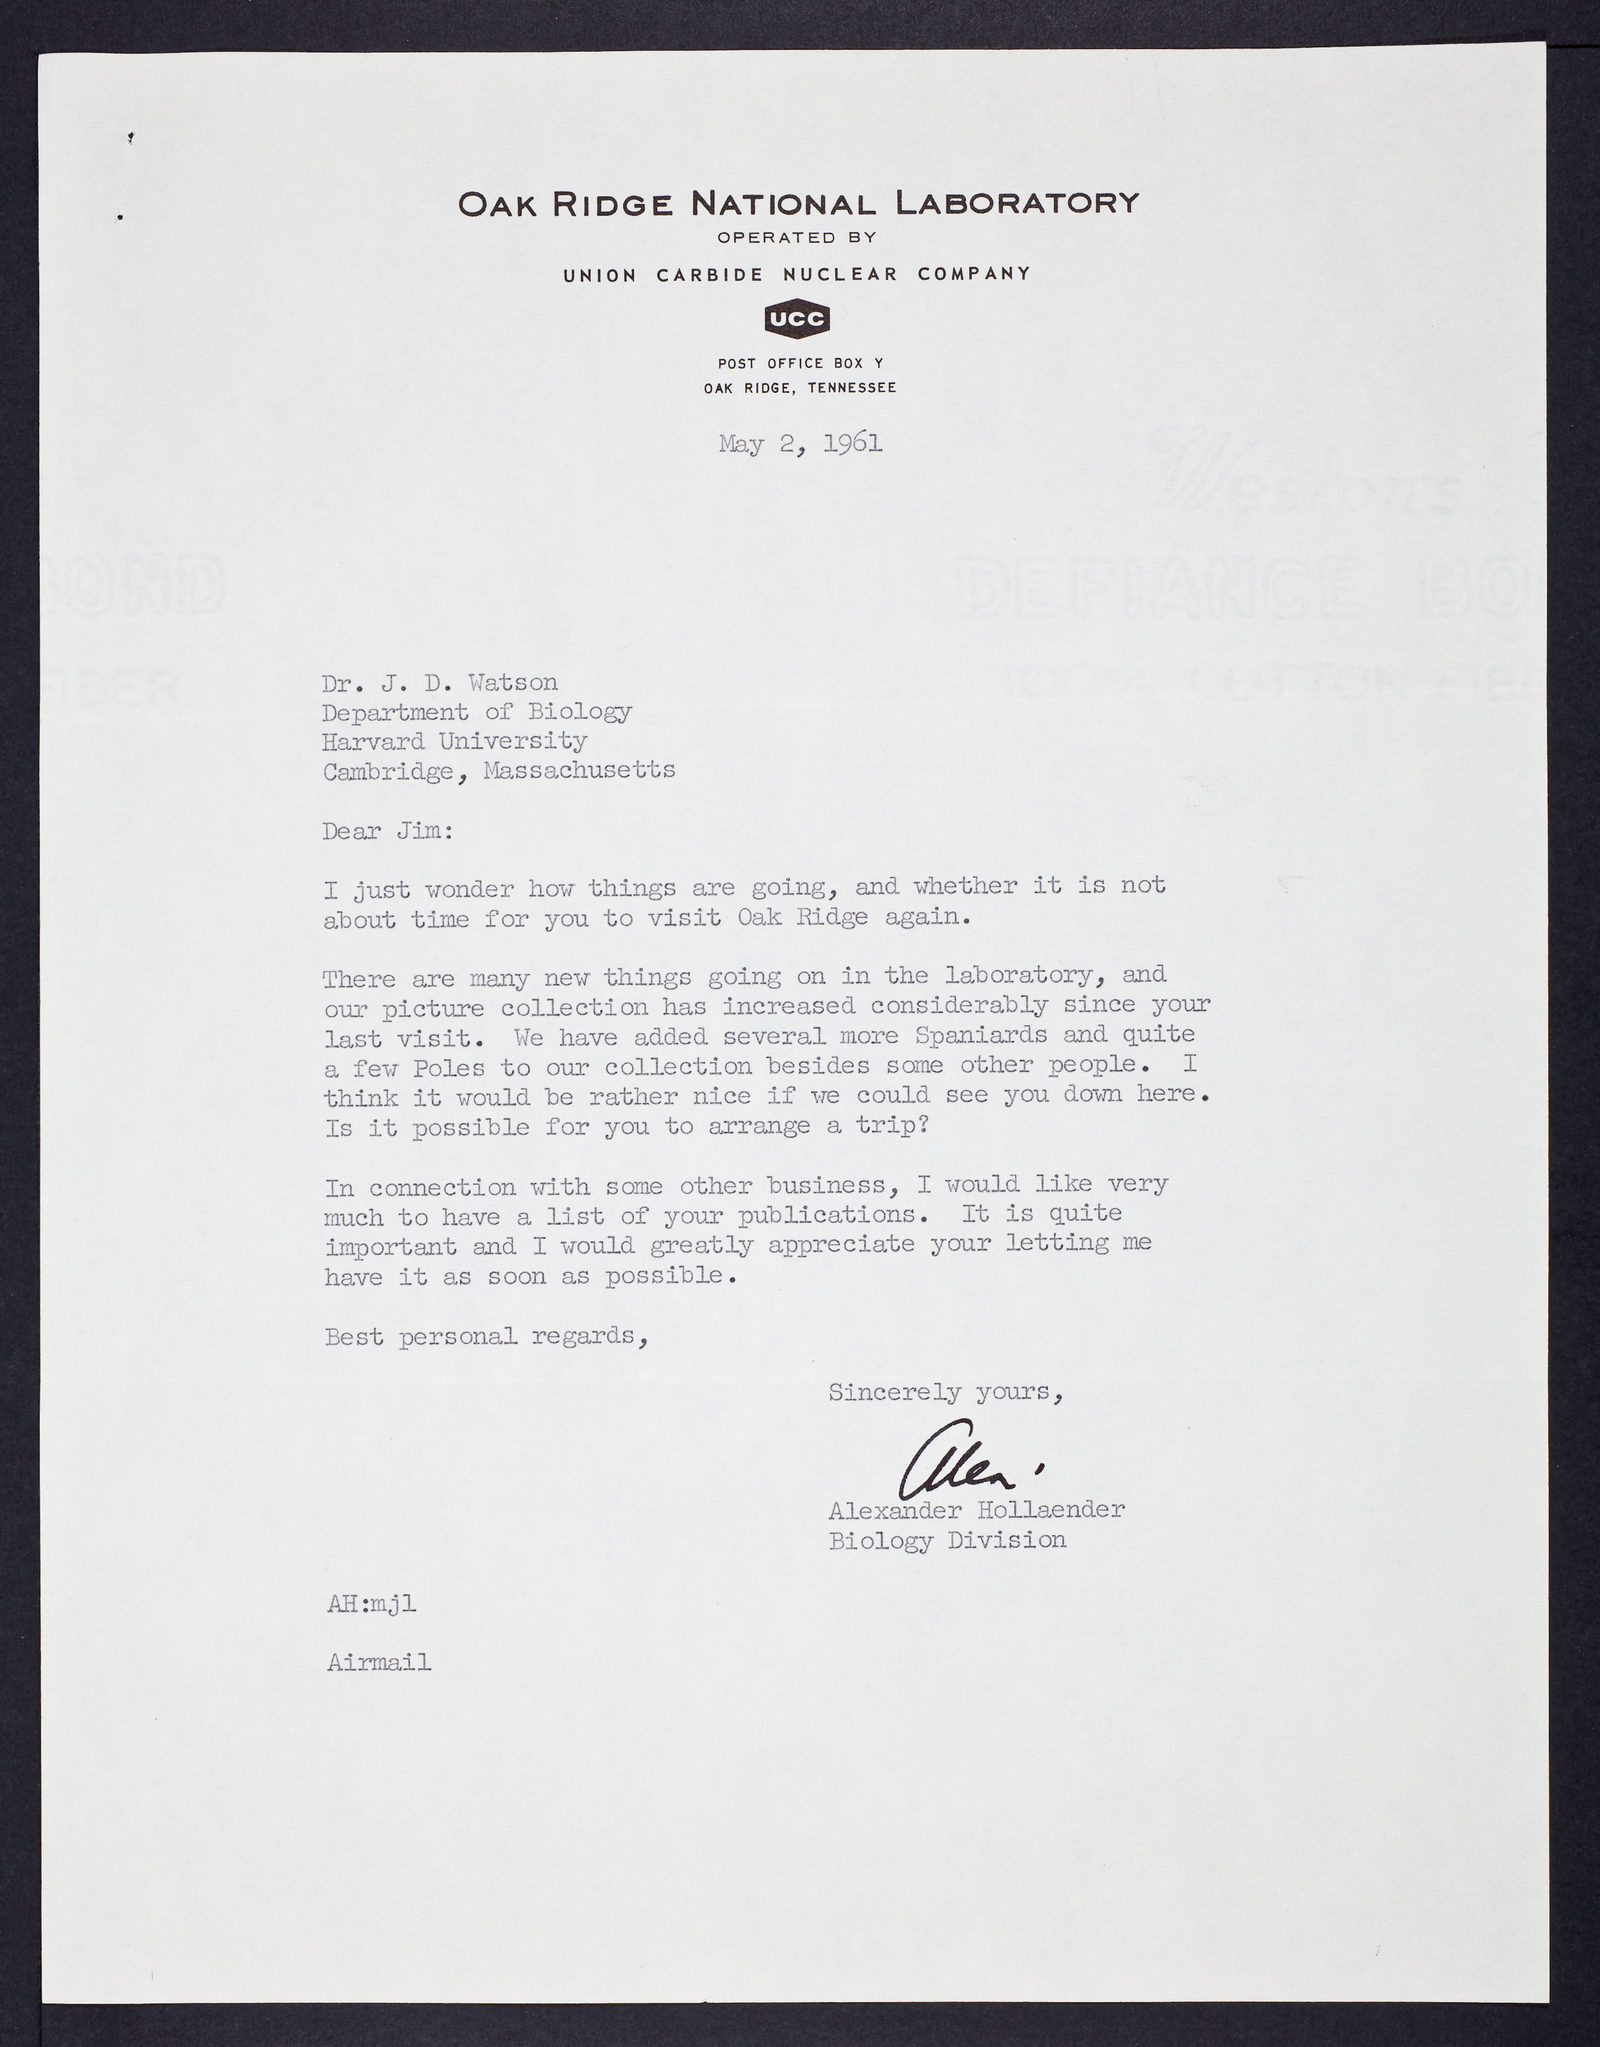 OAK RIDGE NATIONAL LABORATORY
OPERATED BY
UNION CARBIDE NUCLEAR COMPANY
UCC
POST OFFICE BOX Y
OAK RIDGE, TENNESSEE
May 2, 1961
Weston's
DEFIANCE BO
OND
COTTON FIB
BER
Dr. J. D. Watson
Department of Biology
Harvard University
Cambridge, Massachusetts
Dear Jim:
I just wonder how things are going, and whether it is not
about time for you to visit Oak Ridge again.
There are many new things going on in the laboratory, and
our picture collection has increased considerably since your
last visit. We have added several more Spaniards and quite
a few Poles to our collection besides some other people. I
think it would be rather nice if we could see you down here.
Is it possible for you to arrange a trip?
In connection with some other business, I would like very
much to have a list of your publications. It is quite
important and I would greatly appreciate your letting me
have it as soon as possible.
Best personal regards,
Sincerely yours,
Alex.
Alexander Hollaender
Biology Division
AH:mjl
Airmail